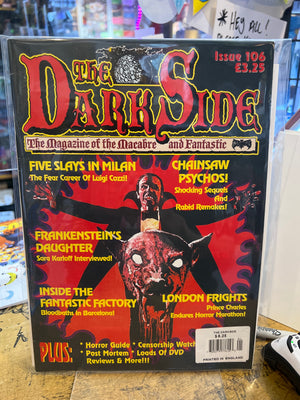 * Hey all!
Issue 106
£3.25
The
Dark Side
The Magazine of the Macabre and Fantastic
FIVE SLAYS IN MILAN
The Fear Career Of Luigi Cozzi!
CHAINSAW
PSYCHOS!
Shocking Sequels
And
Rabid Remakes!
FRANKENSTEIN'S
DAUGHTER
Sara Karloff Interviewed!
INSIDE THE
FANTASTIC FACTORY
Bloodbaths in Barcelona!
LONDON FRIGHTS
Prince Charles
Endures Horror Marathon!
PLUS:
* Horror Guide * Censorship Watch
* Post Mortem * Loads Of DVD
Reviews & More!!!
THE DARKSIDE
PRINTED IN ENGLAND